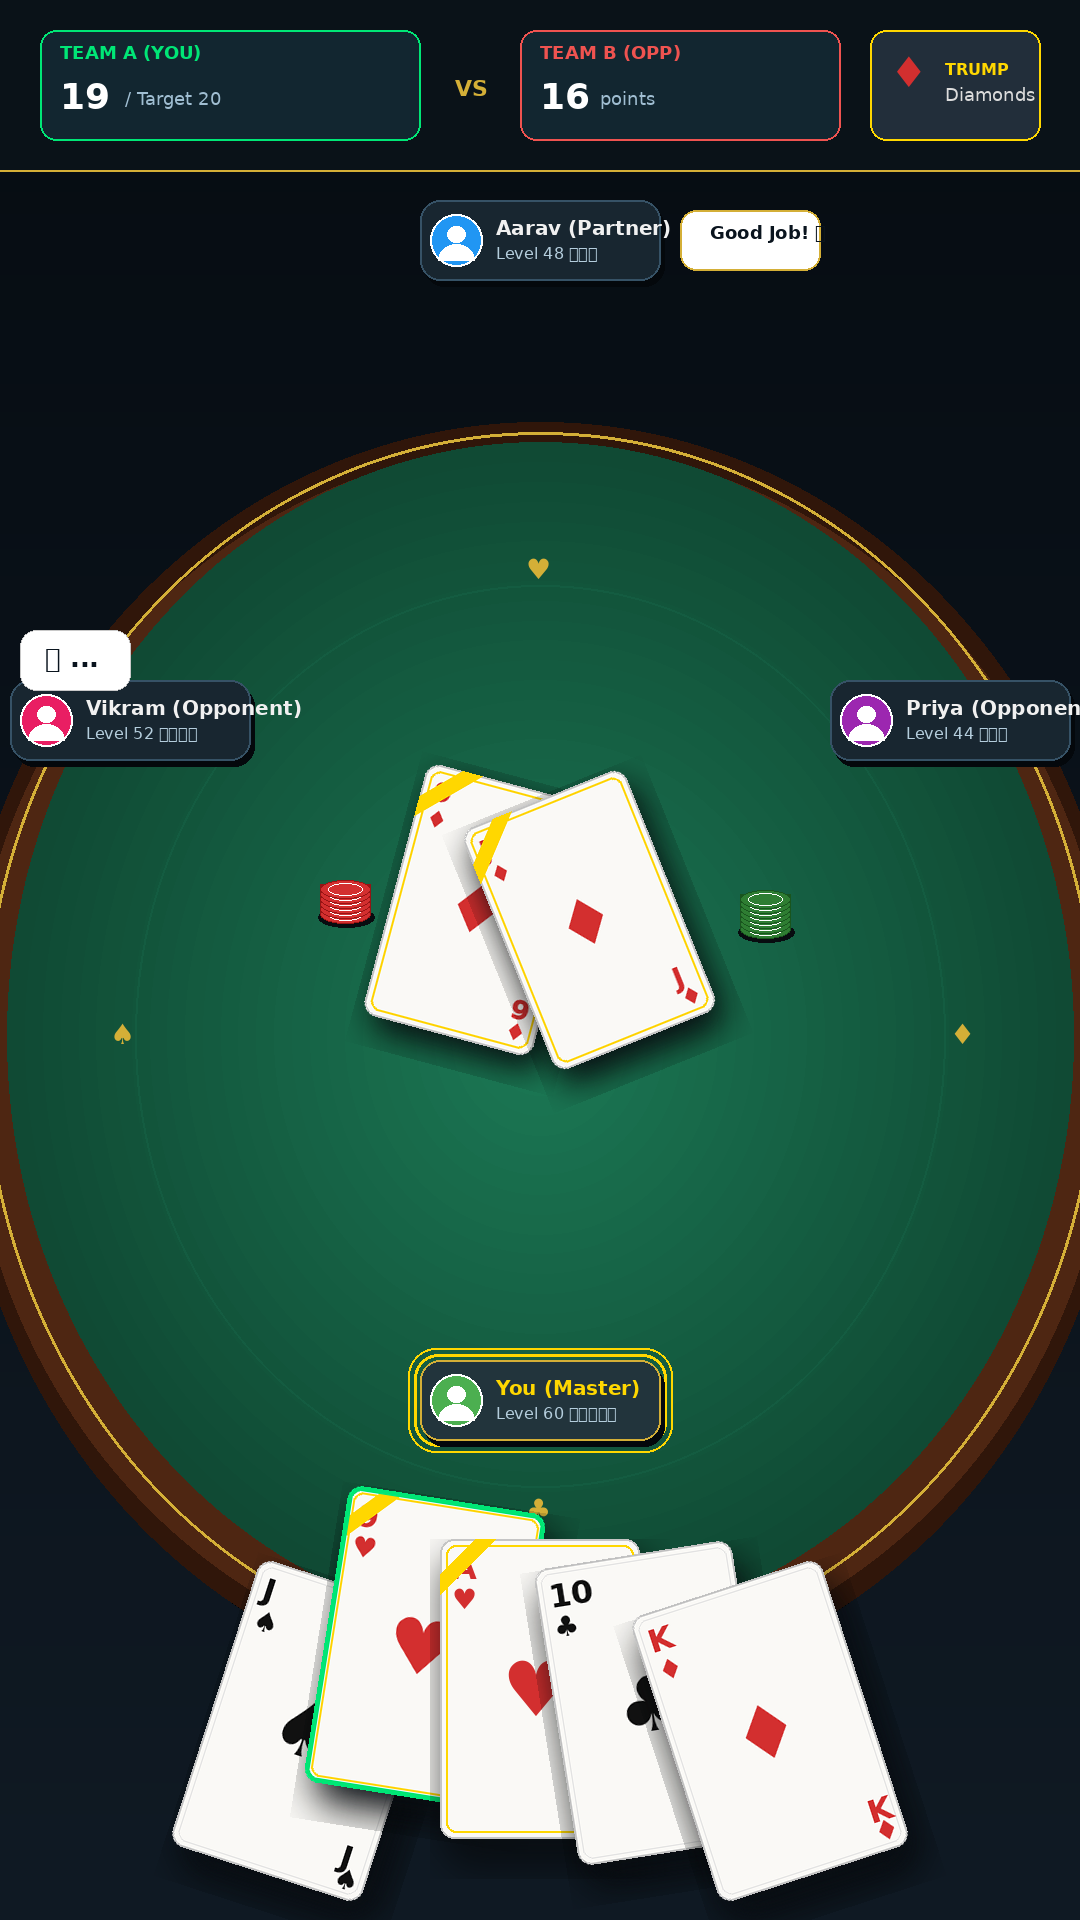 TEAM A (YOU)
19 / Target 20
VS
TEAM B (OPP)
16 points
♦ TRUMP
Diamonds
Aarav (Partner)
Level 48
Good Job!
...
Vikram (Opponent)
Level 52
Priya (Opponen
Level 44
9
J
You (Master)
Level 60
J
J
A
10
K
K